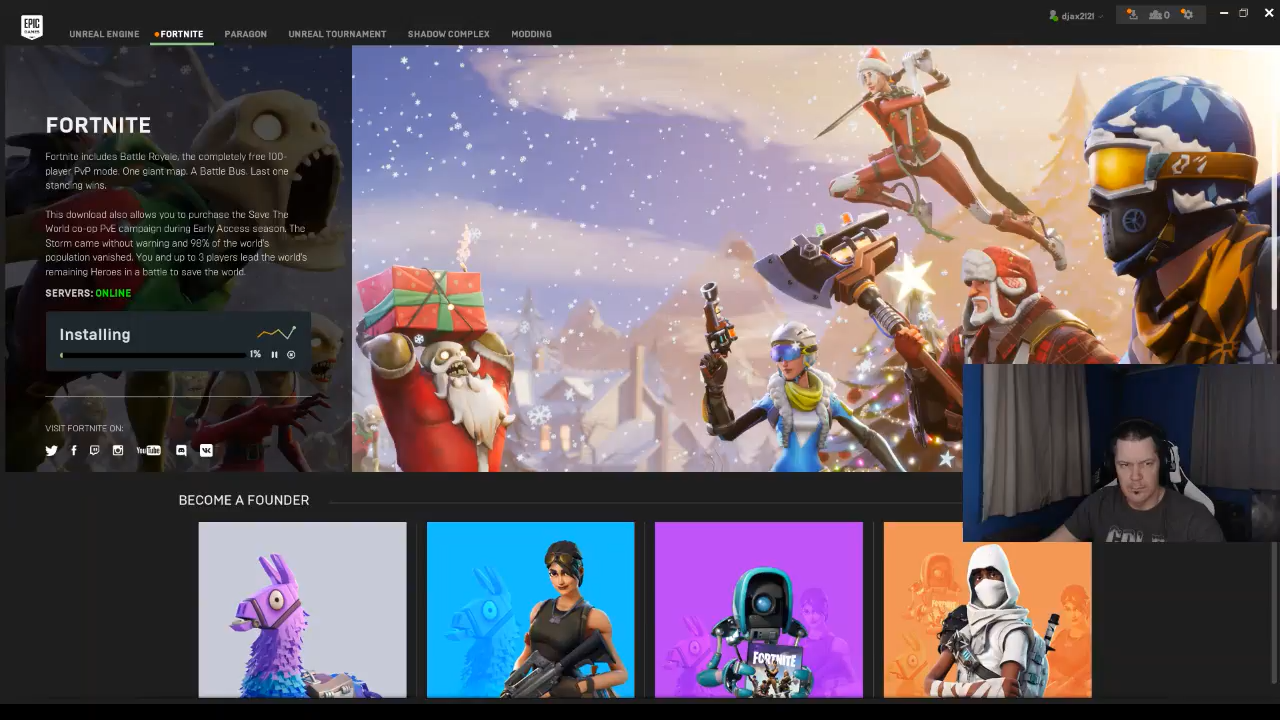 EPIC
GAMES
djax2121
0
UNREAL ENGINE
FORTNITE
PARAGON
UNREAL TOURNAMENT
SHADOW COMPLEX
MODDING
FORTNITE
Fortnite includes Battle Royale, the completely free 100-
player PvP mode. One giant map. A Battle Bus. Last one
standing wins.
This download also allows you to purchase the Save The
World co-op PvE campaign during Early Access season. The
Storm came without warning and 98% of the world's
population vanished. You and up to 3 players lead the world's
remaining Heroes in a battle to save the world.
SERVERS: ONLINE
Installing
1%
VISIT FORTNITE ON:
YouTube
BECOME A FOUNDER
FORTNITE